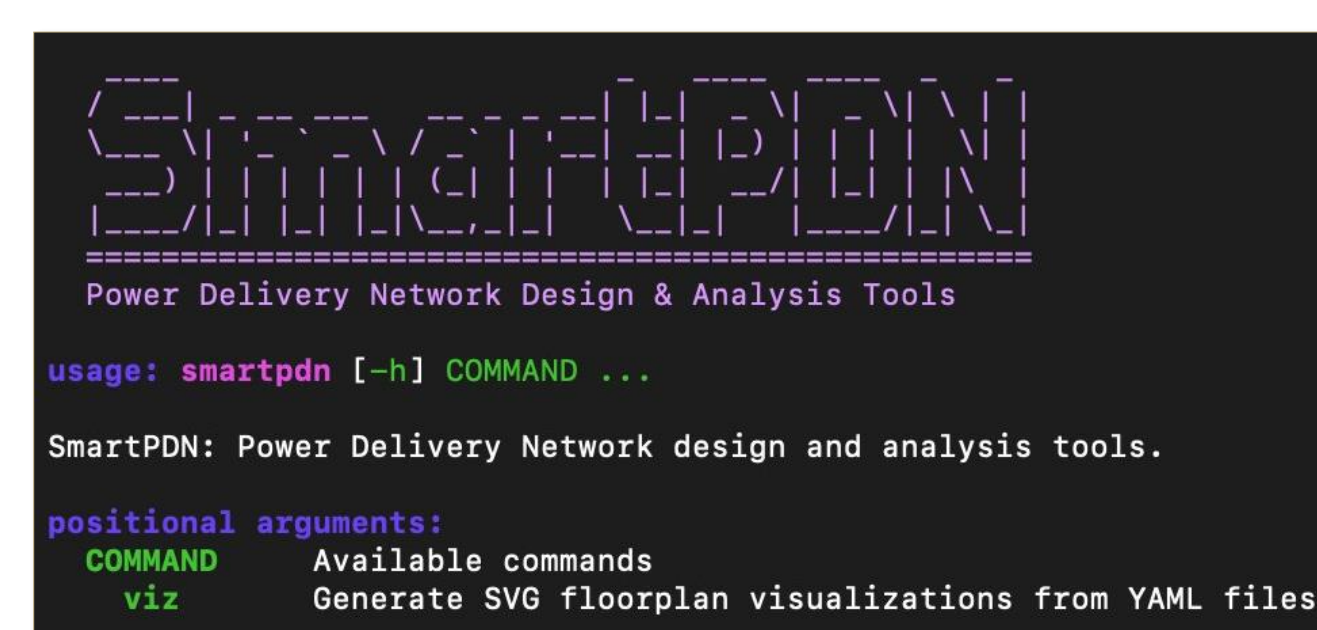 SmartPDN
==================================================
Power Delivery Network Design & Analysis Tools
usage: smartpdn [-h] COMMAND ...
SmartPDN: Power Delivery Network design and analysis tools.
positional arguments:
COMMAND Available commands
viz Generate SVG floorplan visualizations from YAML files